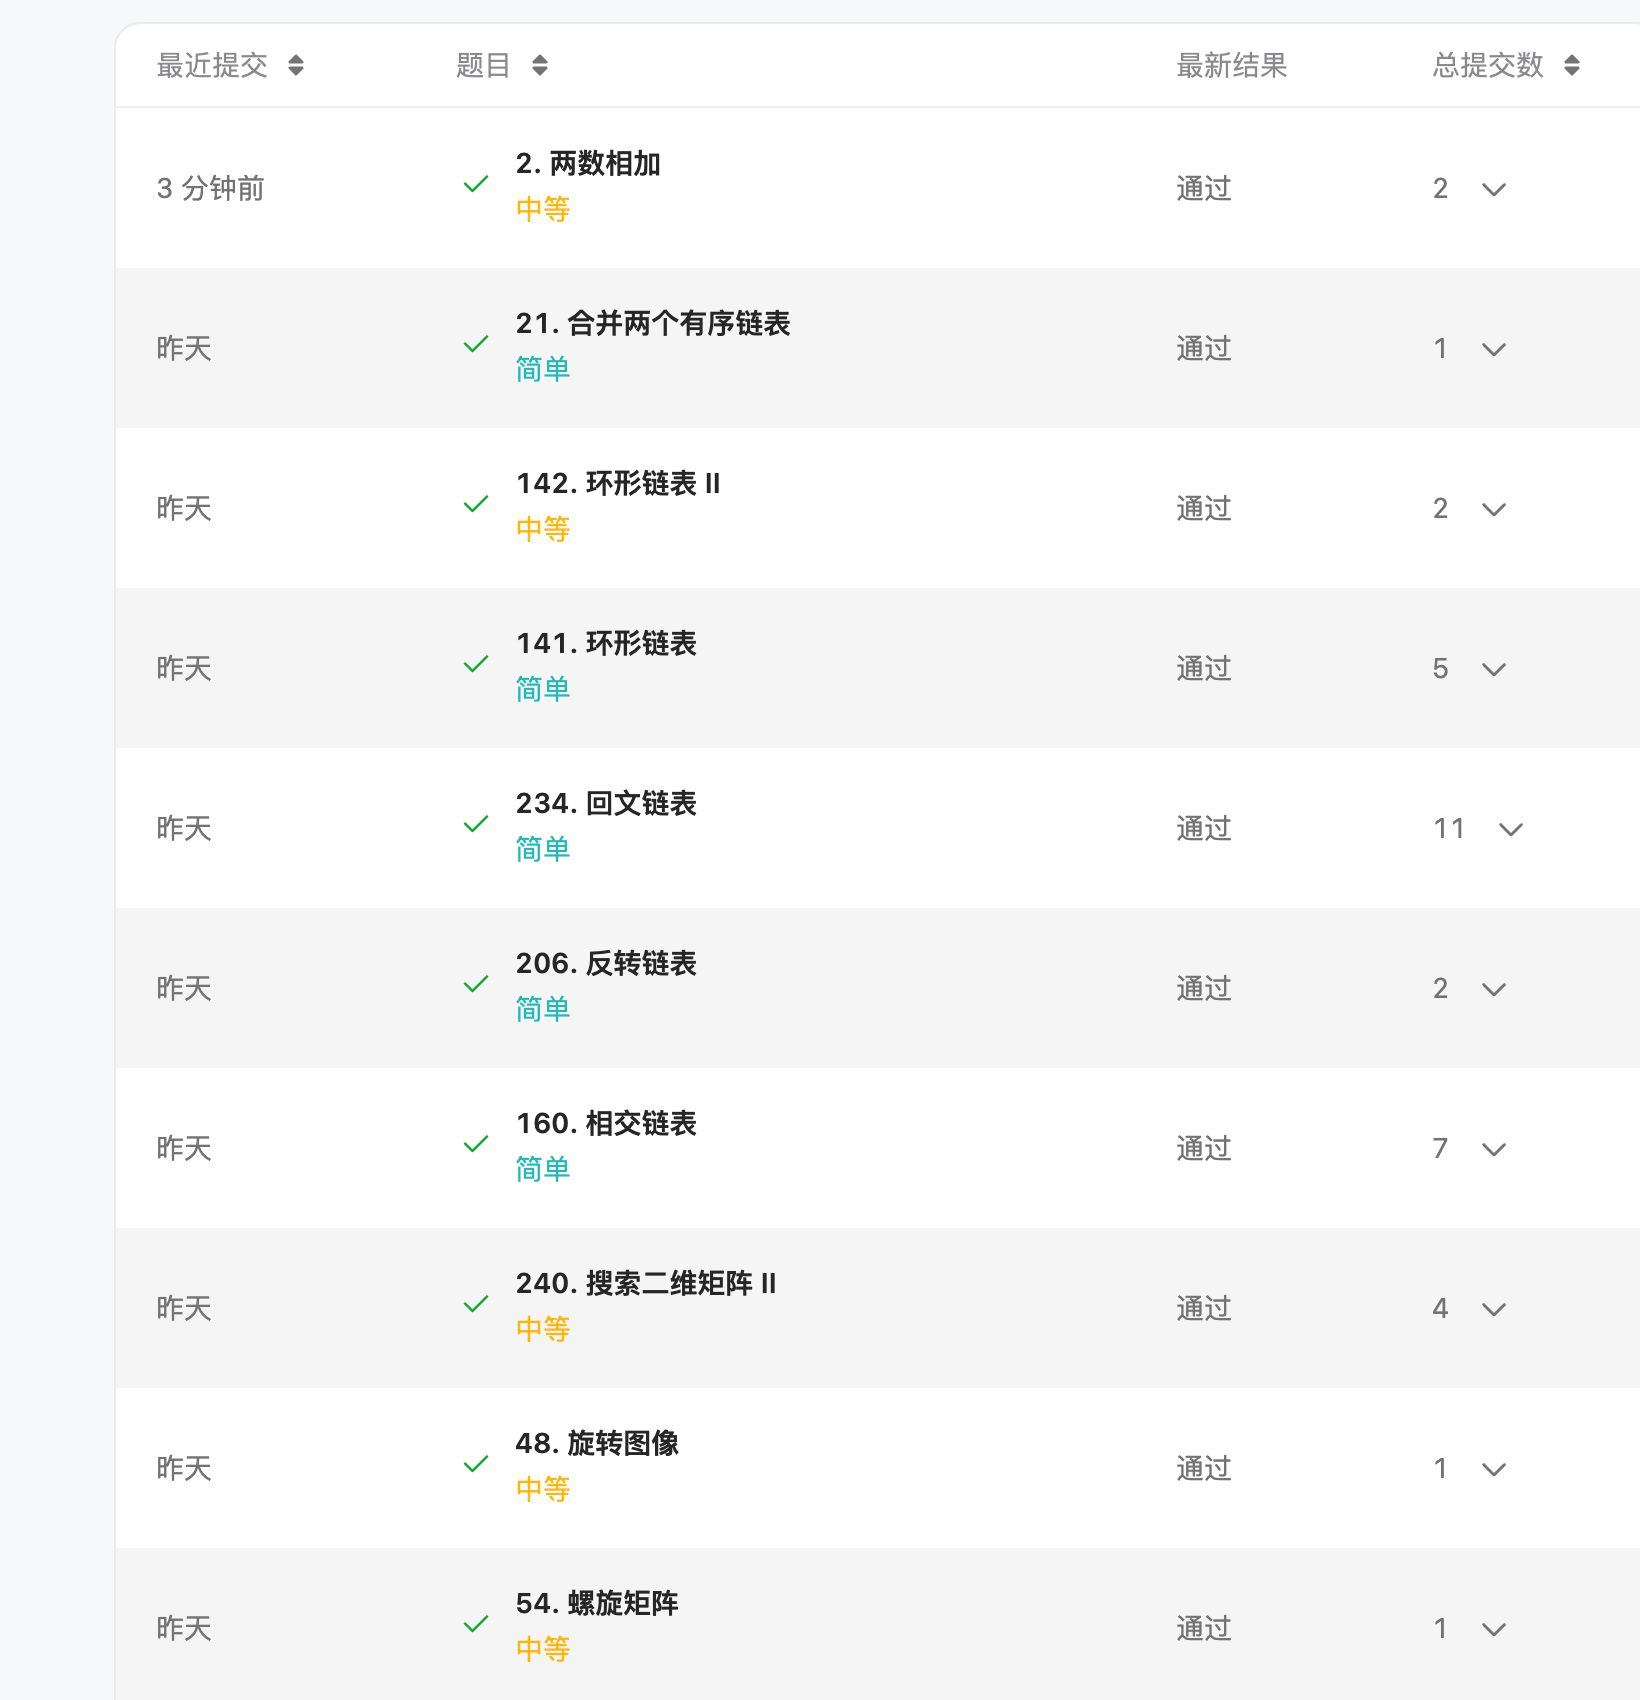 最近提交 题目 最新结果 总提交数
3 分钟前 2. 两数相加 通过 2
中等
昨天 21. 合并两个有序链表 通过 1
简单
昨天 142. 环形链表 II 通过 2
中等
昨天 141. 环形链表 通过 5
简单
昨天 234. 回文链表 通过 11
简单
昨天 206. 反转链表 通过 2
简单
昨天 160. 相交链表 通过 7
简单
昨天 240. 搜索二维矩阵 II 通过 4
中等
昨天 48. 旋转图像 通过 1
中等
昨天 54. 螺旋矩阵 通过 1
中等